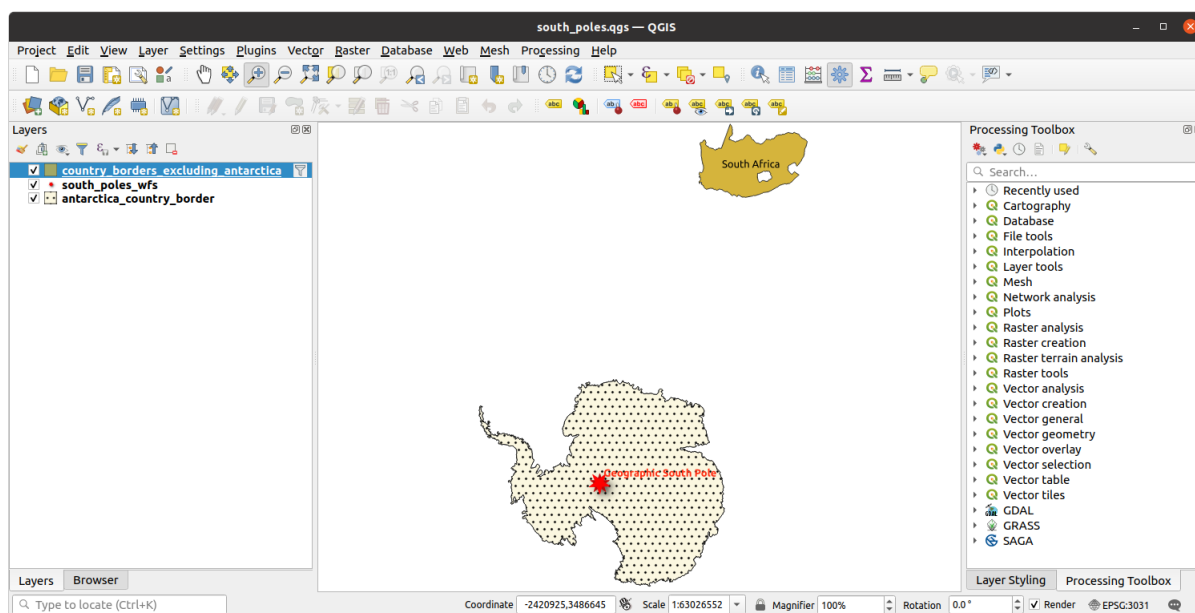 south_poles.qgs — QGIS
Project Edit View Layer Settings Plugins Vector Raster Database Web Mesh Processing Help
Layers
country_borders_excluding_antarctica
south_poles_wfs
antarctica_country_border
Layers Browser
South Africa
Geographic South Pole
Processing Toolbox
Search...
Recently used
Cartography
Database
File tools
Interpolation
Layer tools
Mesh
Network analysis
Plots
Raster analysis
Raster creation
Raster terrain analysis
Raster tools
Vector analysis
Vector creation
Vector general
Vector geometry
Vector overlay
Vector selection
Vector table
Vector tiles
GDAL
GRASS
SAGA
Layer Styling Processing Toolbox
Type to locate (Ctrl+K) Coordinate -2420925,3486645 Scale 1:63026552 Magnifier 100% Rotation 0.0 ° Render EPSG:3031